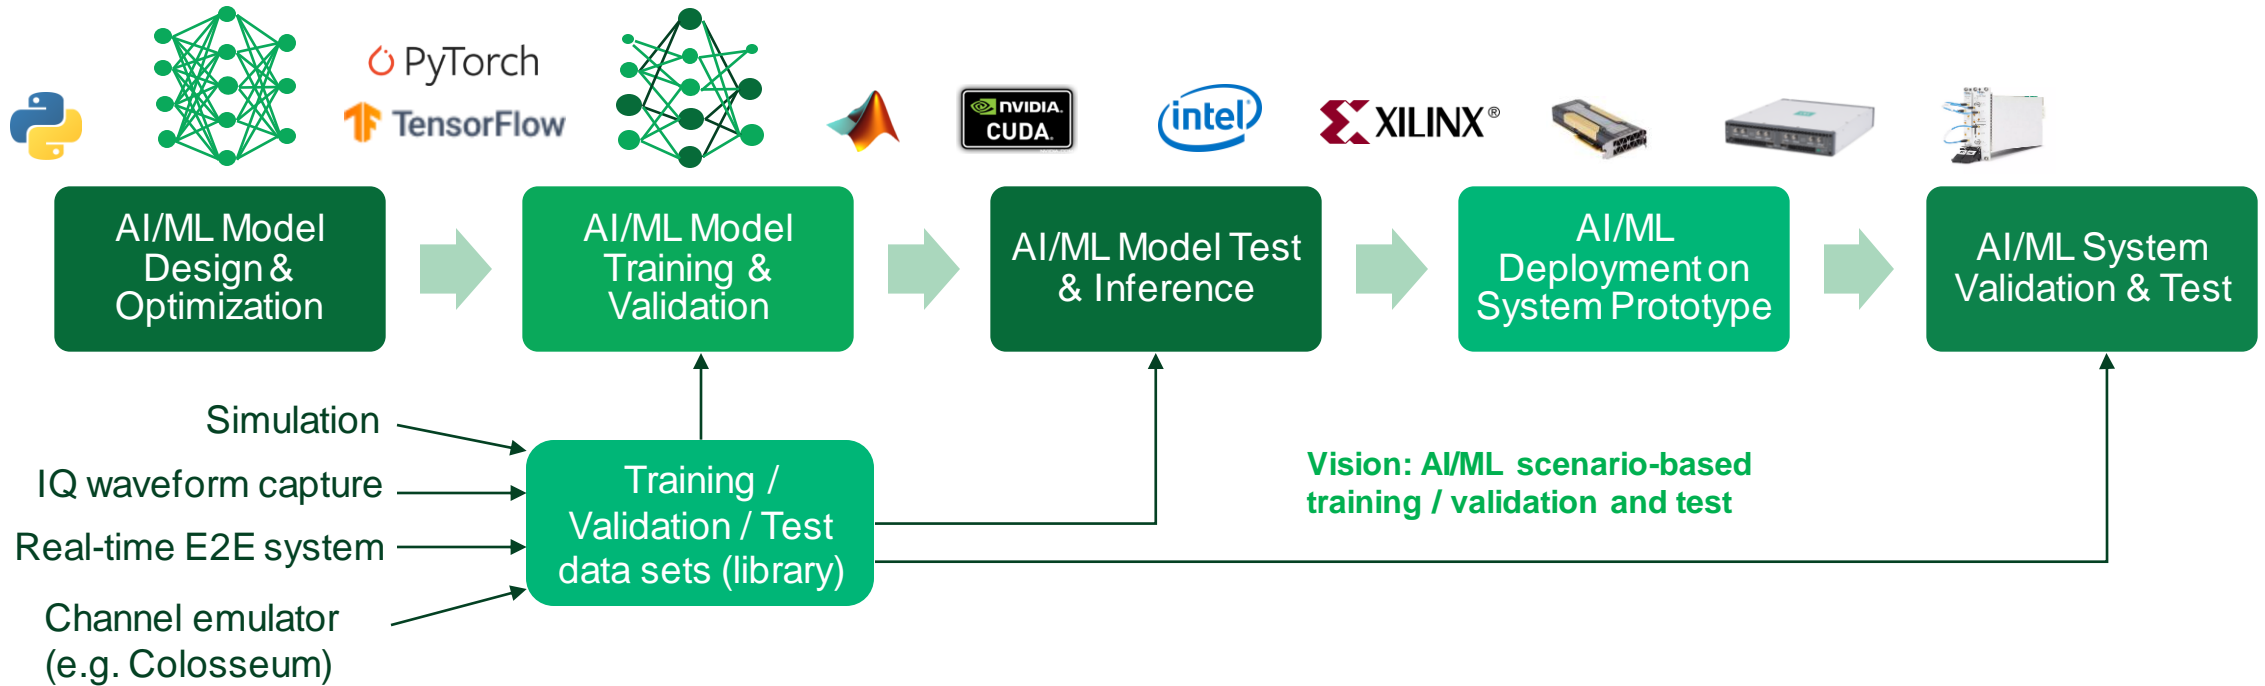 PyTorch
TensorFlow
NVIDIA.
CUDA.
intel
XILINX®
AI/ML Model
Design &
Optimization
AI/ML Model
Training &
Validation
AI/ML Model Test
& Inference
AI/ML
Deployment on
System Prototype
AI/ML System
Validation & Test
Simulation
IQ waveform capture
Real-time E2E system
Channel emulator
(e.g. Colosseum)
Training /
Validation / Test
data sets (library)
Vision: AI/ML scenario-based
training / validation and test